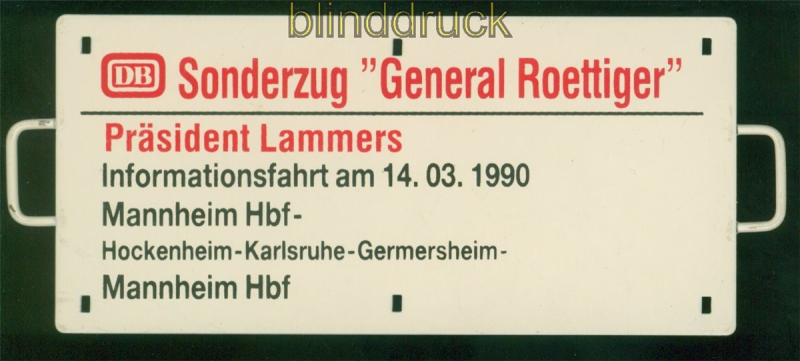 blinddruck
DB Sonderzug "General Roettiger"
Präsident Lammers
Informationsfahrt am 14. 03. 1990
Mannheim Hbf-
Hockenheim-Karlsruhe-Germersheim-
Mannheim Hbf